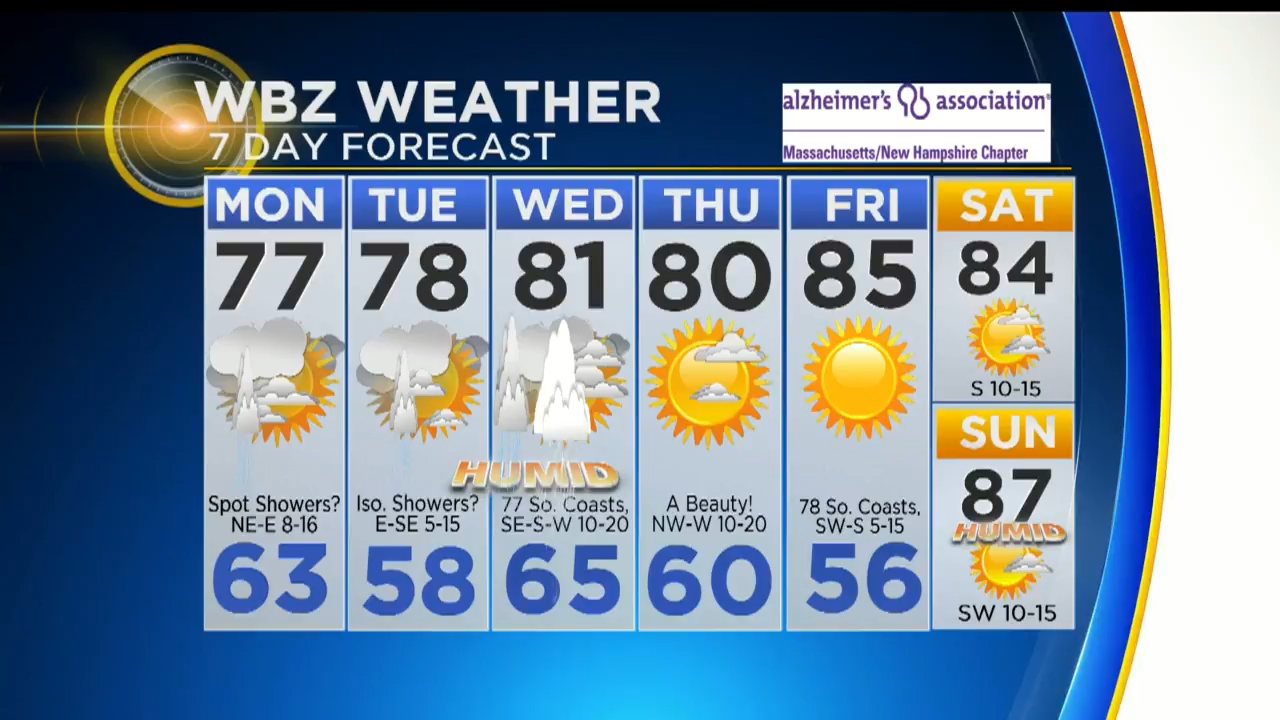 WBZ WEATHER
7 DAY FORECAST
alzheimer's association®
Massachusetts/New Hampshire Chapter
MON
77
Spot Showers?
NE-E 8-16
63
TUE
78
Iso. Showers?
E-SE 5-15
58
WED
81
HUMID
77 So. Coasts,
SE-S-W 10-20
65
THU
80
A Beauty!
NW-W 10-20
60
FRI
85
78 So. Coasts,
SW-S 5-15
56
SAT
84
S 10-15
SUN
87
HUMID
SW 10-15